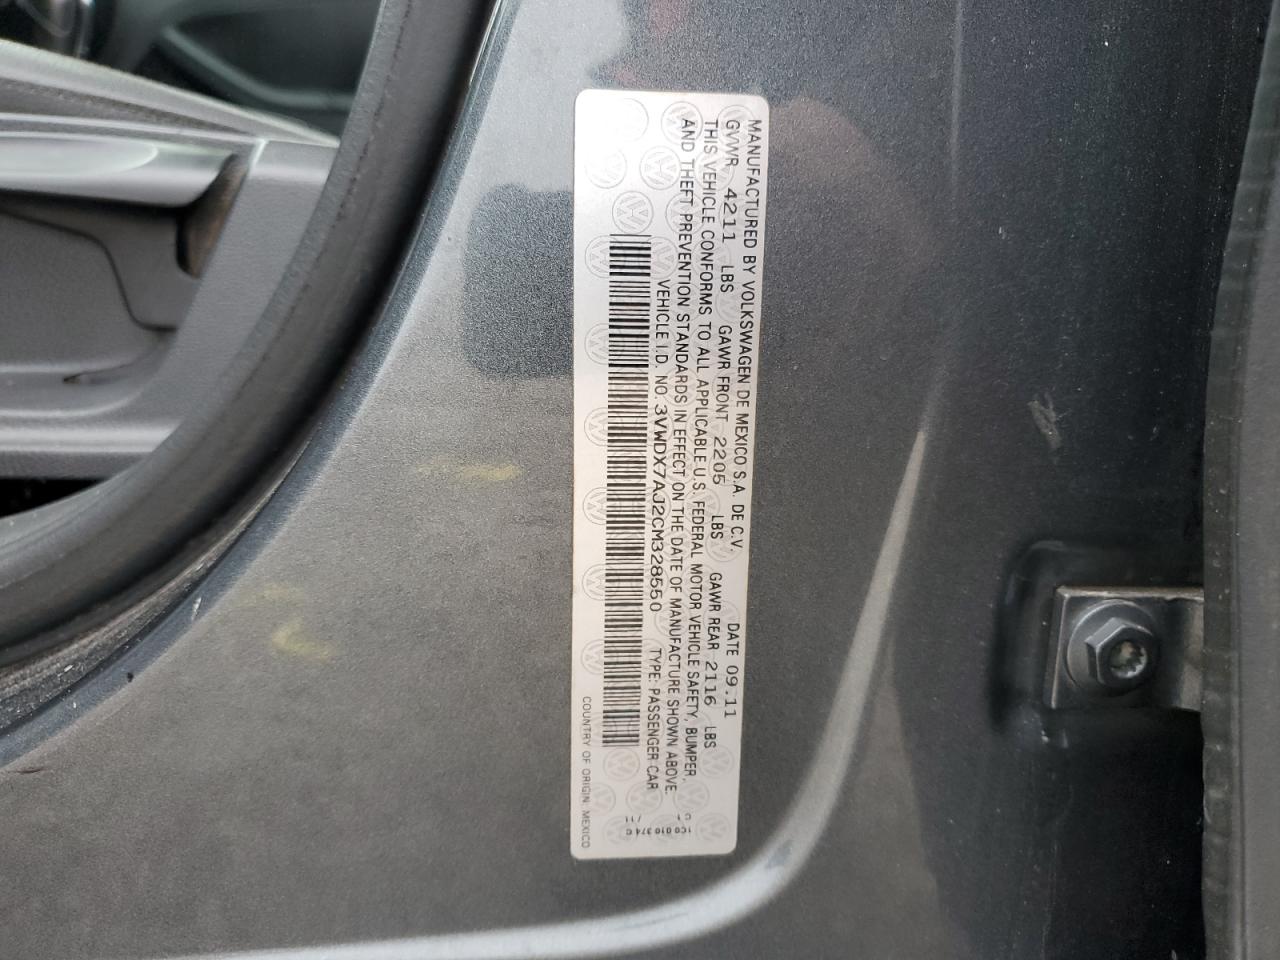 MANUFACTURED BY VOLKSWAGEN DE MEXICO S.A. DE C.V.
GVWR 4211 LBS GAWR FRONT 2205 LBS GAWR REAR 2116 LBS DATE 09.11
THIS VEHICLE CONFORMS TO ALL APPLICABLE U.S. FEDERAL MOTOR VEHICLE SAFETY, BUMPER,
AND THEFT PREVENTION STANDARDS IN EFFECT ON THE DATE OF MANUFACTURE SHOWN ABOVE.
VEHICLE I.D. NO. 3VWDX7AJ2CM328550 TYPE: PASSENGER CAR
COUNTRY OF ORIGIN: MEXICO